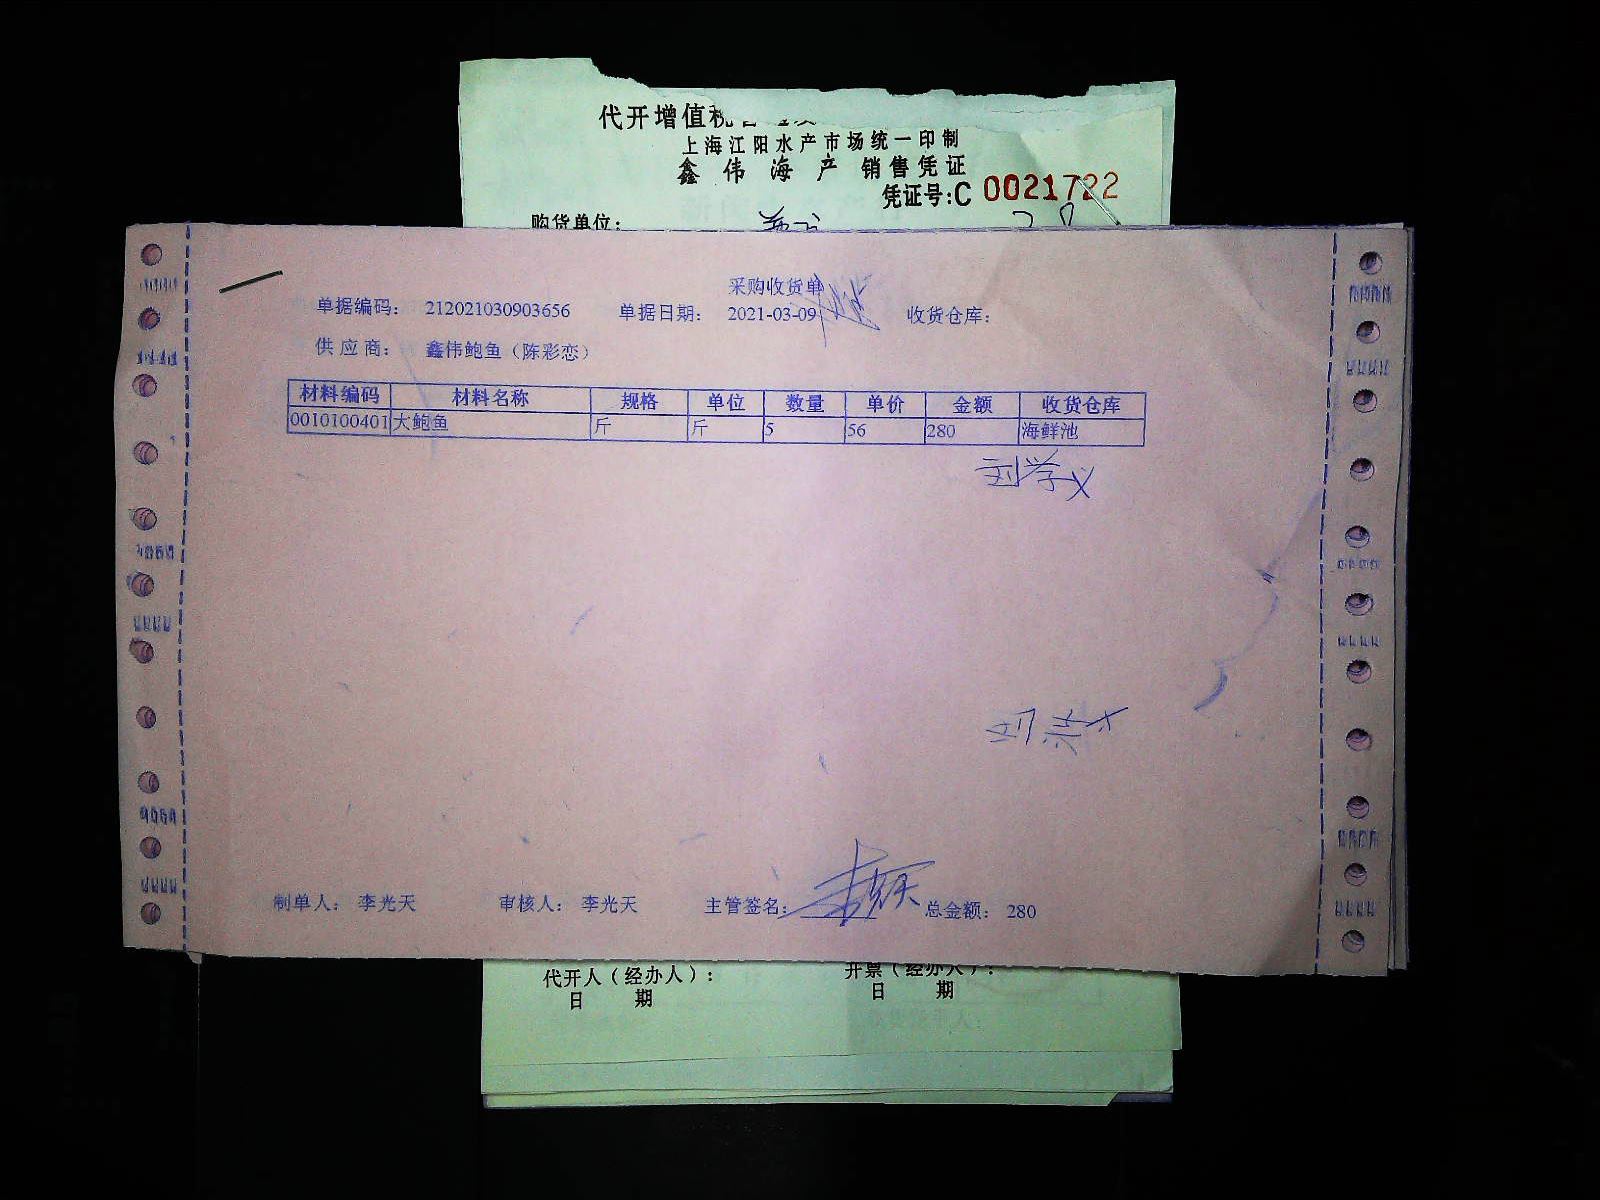 代开增值税
上海江阳水产市场统一印制
鑫伟海产 销售凭证
凭证号:C 0021722
购货单位:
采购收货单
单据编码: 212021030903656 单据日期: 2021-03-09 收货仓库:
供应商: 鑫伟鲍鱼（陈彩恋）
材料编码 材料名称 规格 单位 数量 单价 金额 收货仓库
0010100401 大鲍鱼 斤 斤 5 56 280 海鲜池
刘学义
制单人: 李光天 审核人: 李光天 主管签名: 李光天 总金额: 280
代开人（经办人）: 开票（经办人）:
日 期 日 期